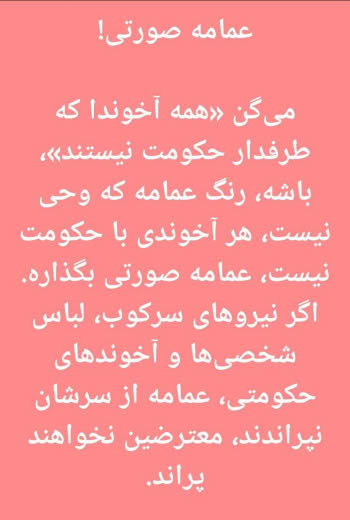 عمامه صورتی!
می‌گن «همه آخوندا که
طرفدار حکومت نیستند»،
باشه، رنگ عمامه که وحی
نیست، هر آخوندی با حکومت
نیست، عمامه صورتی بگذاره.
اگر نیروهای سرکوب، لباس
شخصی‌ها و آخوندهای
حکومتی، عمامه از سرشان
نپراندند، معترضین نخواهند
پراند.